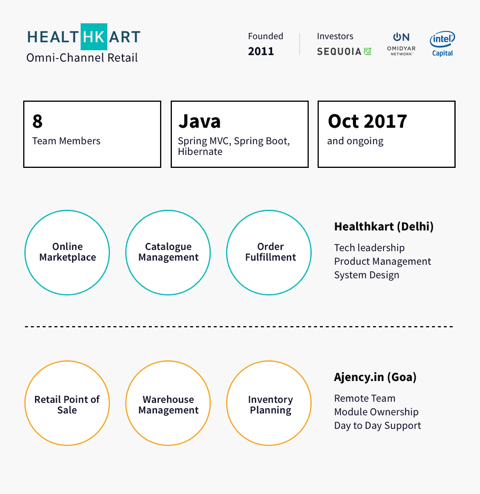 HEALTHKART
Omni-Channel Retail
Founded
2011
Investors
SEQUOIA
ON
OMIDYAR
NETWORK™
intel
Capital
8
Team Members
Java
Spring MVC, Spring Boot,
Hibernate
Oct 2017
and ongoing
Online
Marketplace
Catalogue
Management
Order
Fulfillment
Healthkart (Delhi)
Tech leadership
Product Management
System Design
Retail Point of
Sale
Warehouse
Management
Inventory
Planning
Ajency.in (Goa)
Remote Team
Module Ownership
Day to Day Support